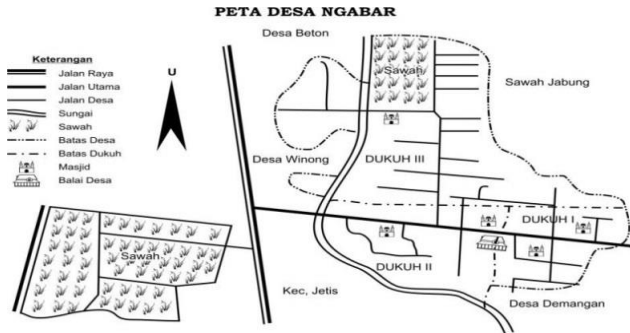 PETA DESA NGABAR
Desa Beton
Keterangan
Jalan Raya
Jalan Utama
Jalan Desa
Sungai
Sawah
Batas Desa
Batas Dukuh
Masjid
Balai Desa
U
Sawah
Sawah Jabung
Desa Winong
DUKUH III
DUKUH I
Sawah
DUKUH II
Kec, Jetis
Desa Demangan